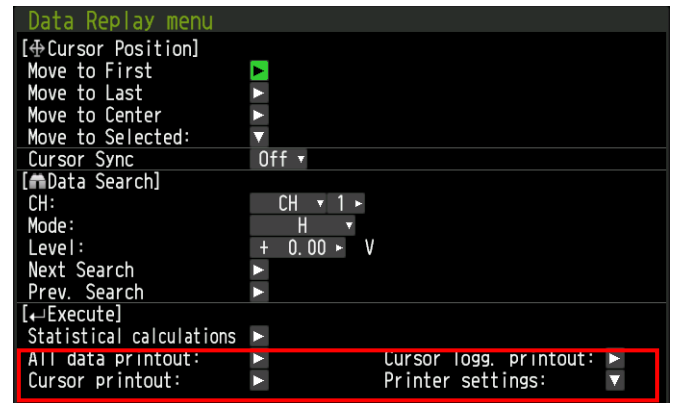 Data Replay menu
[Cursor Position]
Move to First
Move to Last
Move to Center
Move to Selected:
Cursor Sync Off
[Data Search]
CH: CH 1
Mode: H
Level: + 0.00 V
Next Search
Prev. Search
[↵Execute]
Statistical calculations
All data printout: Cursor logg. printout:
Cursor printout: Printer settings: